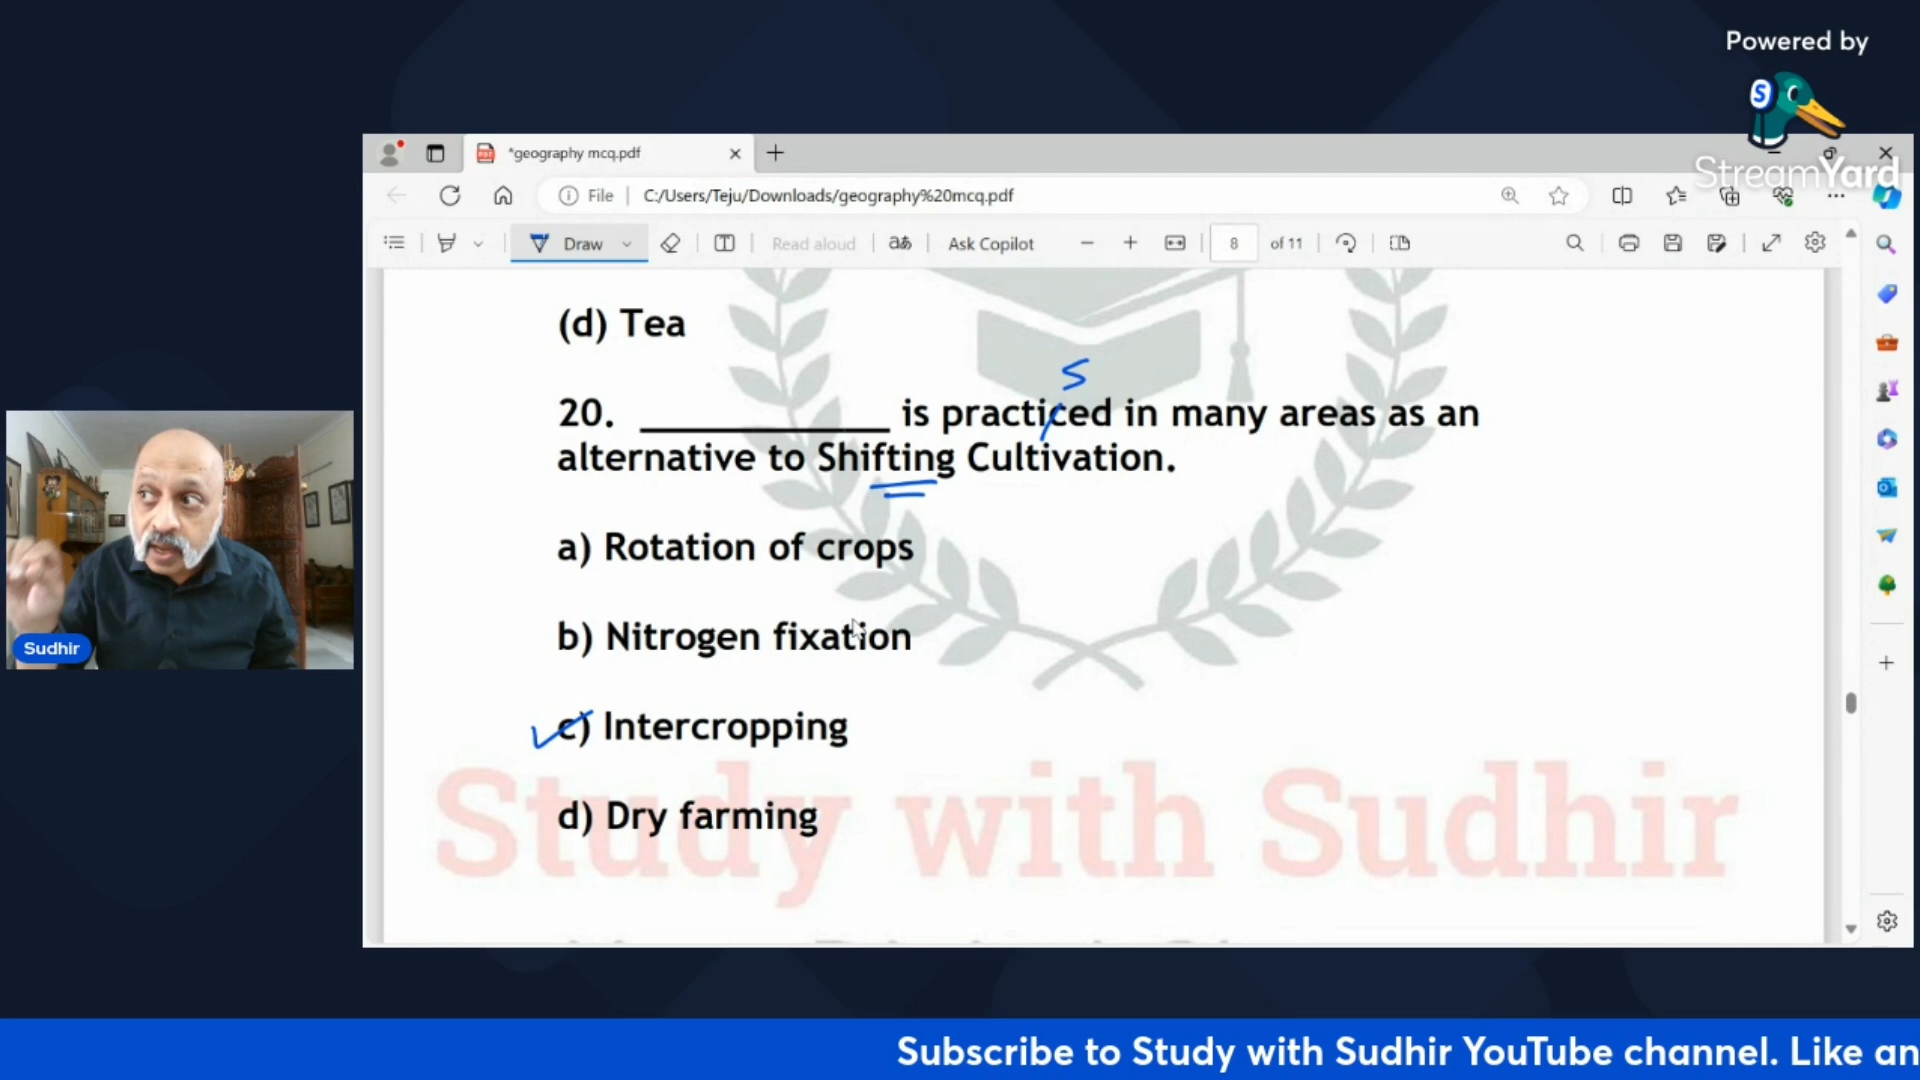 Powered by
StreamYard
*geography mcq.pdf
File
C:/Users/Teju/Downloads/geography%20mcq.pdf
Draw
Read aloud
aあ
Ask Copilot
8
of 11
(d) Tea
S
20. ____________ is practiced in many areas as an
alternative to Shifting Cultivation.
a) Rotation of crops
b) Nitrogen fixation
c) Intercropping
d) Dry farming
Study with Sudhir
Sudhir
Subscribe to Study with Sudhir YouTube channel. Like an